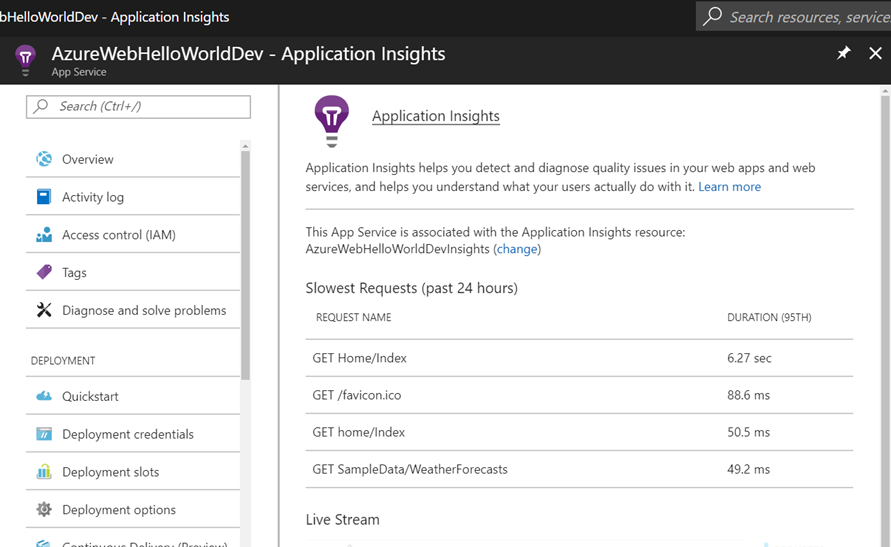 bHelloWorldDev - Application Insights
Search resources, service
AzureWebHelloWorldDev - Application Insights
App Service
Search (Ctrl+/)
Overview
Activity log
Access control (IAM)
Tags
Diagnose and solve problems
DEPLOYMENT
Quickstart
Deployment credentials
Deployment slots
Deployment options
Continuous Delivery (Preview)
Application Insights
Application Insights helps you detect and diagnose quality issues in your web apps and web
services, and helps you understand what your users actually do with it. Learn more
This App Service is associated with the Application Insights resource:
AzureWebHelloWorldDevInsights (change)
Slowest Requests (past 24 hours)
REQUEST NAME DURATION (95TH)
GET Home/Index 6.27 sec
GET /favicon.ico 88.6 ms
GET home/Index 50.5 ms
GET SampleData/WeatherForecasts 49.2 ms
Live Stream